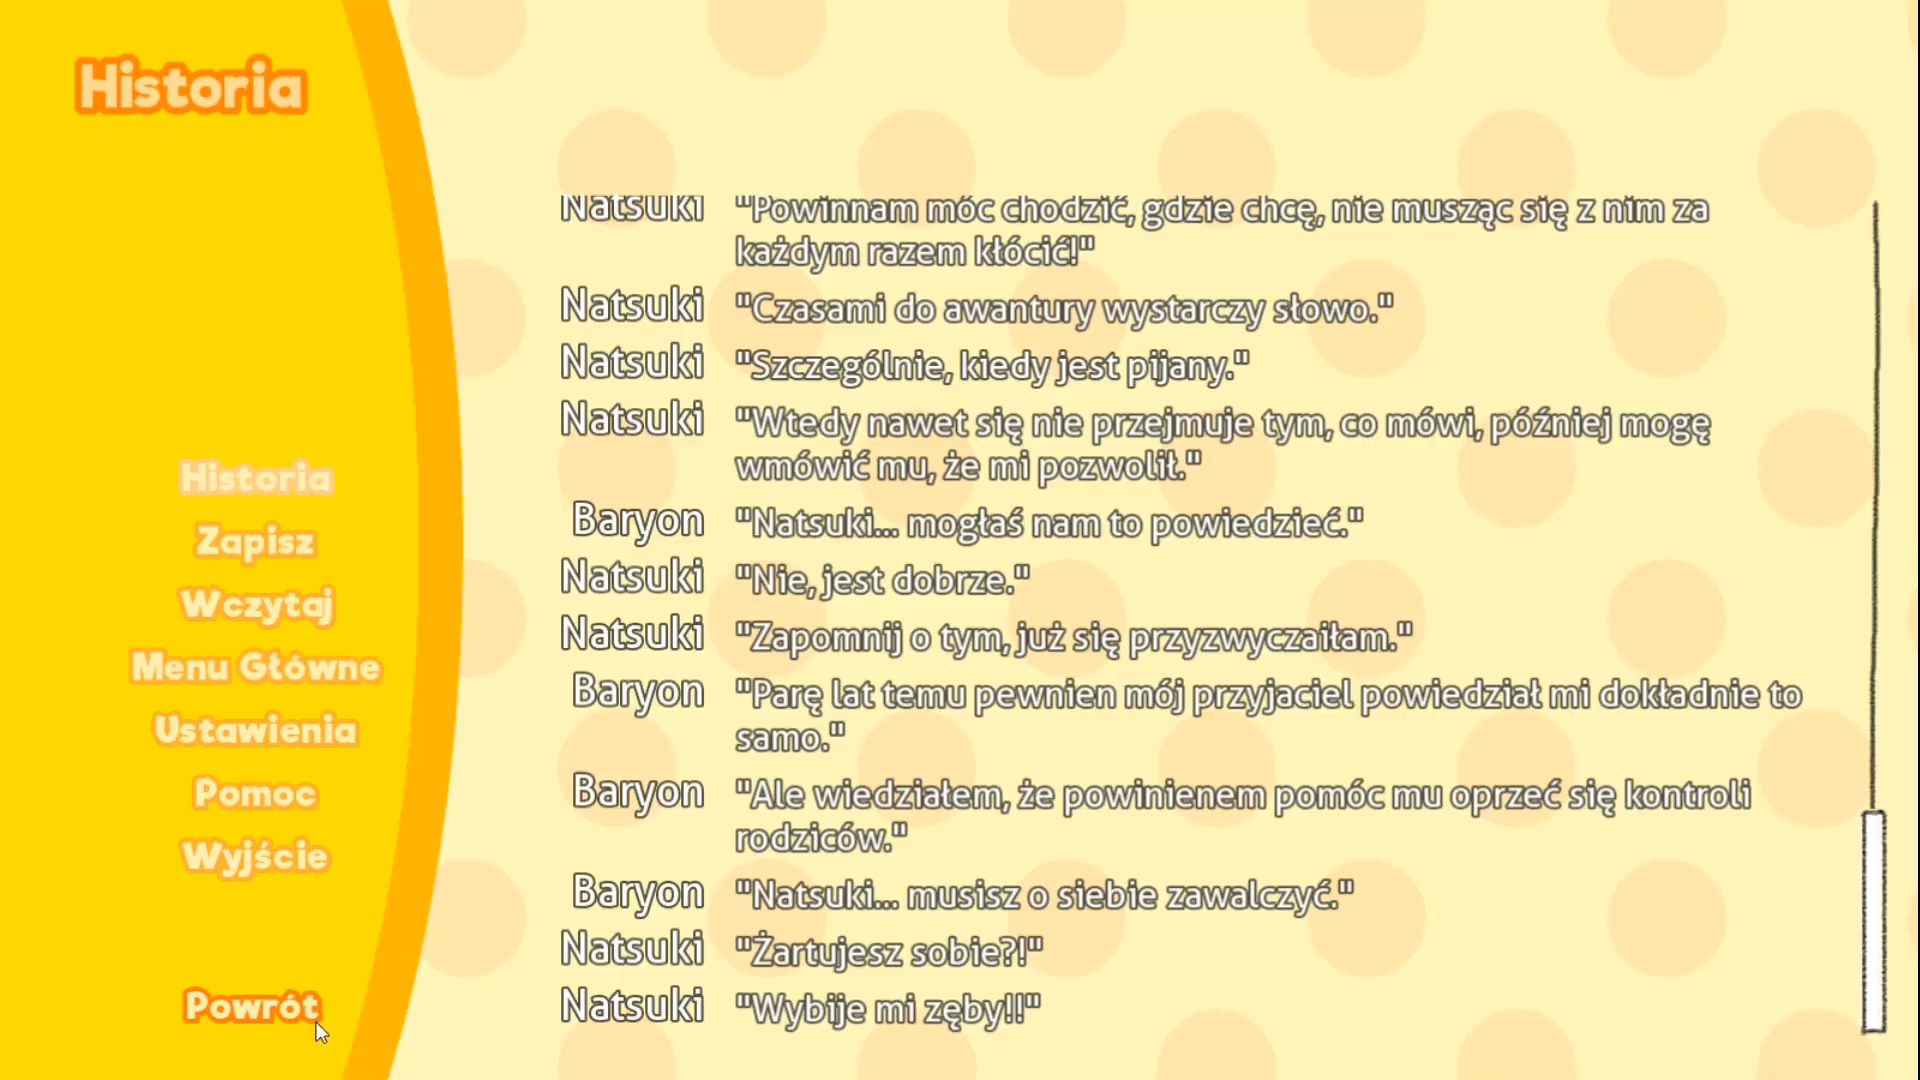 Historia
Natsuki "Powinnam móc chodzić, gdzie chcę, nie musząc się z nim za
każdym razem kłócić!"
Natsuki "Czasami do awantury wystarczy słowo."
Natsuki "Szczególnie, kiedy jest pijany."
Natsuki "Wtedy nawet się nie przejmuje tym, co mówi, później mogę
wmówić mu, że mi pozwolił."
Baryon "Natsuki... mogłaś nam to powiedzieć."
Natsuki "Nie, jest dobrze."
Natsuki "Zapomnij o tym, już się przyzwyczaiłam."
Baryon "Parę lat temu pewnien mój przyjaciel powiedział mi dokładnie to
samo."
Baryon "Ale wiedziałem, że powinienem pomóc mu oprzeć się kontroli
rodziców."
Baryon "Natsuki... musisz o siebie zawalczyć."
Natsuki "Żartujesz sobie?!"
Natsuki "Wybije mi zęby!!"
Historia
Zapisz
Wczytaj
Menu Główne
Ustawienia
Pomoc
Wyjście
Powrót